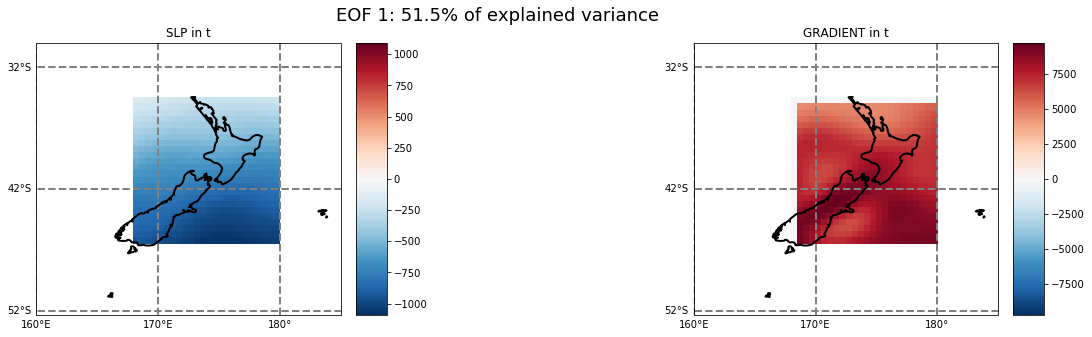 EOF 1: 51.5% of explained variance
SLP in t
32°S
42°S
52°S
160°E
170°E
180°
1000
750
500
250
0
−250
−500
−750
−1000
GRADIENT in t
32°S
42°S
52°S
160°E
170°E
180°
7500
5000
2500
0
−2500
−5000
−7500